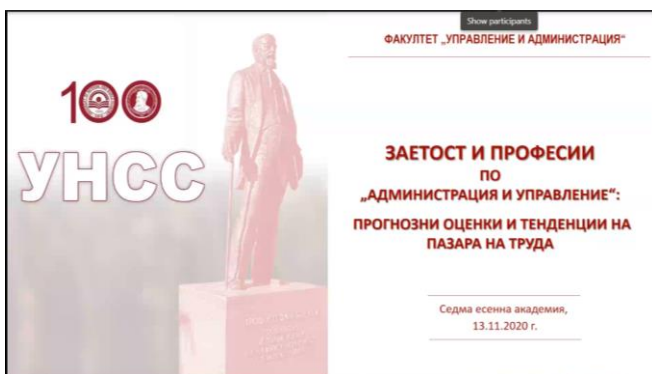 Show participants
ФАКУЛТЕТ „УПРАВЛЕНИЕ И АДМИНИСТРАЦИЯ“
100
УНСС
ЗАЕТОСТ И ПРОФЕСИИ
ПО
„АДМИНИСТРАЦИЯ И УПРАВЛЕНИЕ“:
ПРОГНОЗНИ ОЦЕНКИ И ТЕНДЕНЦИИ НА
ПАЗАРА НА ТРУДА
Седма есенна академия,
13.11.2020 г.